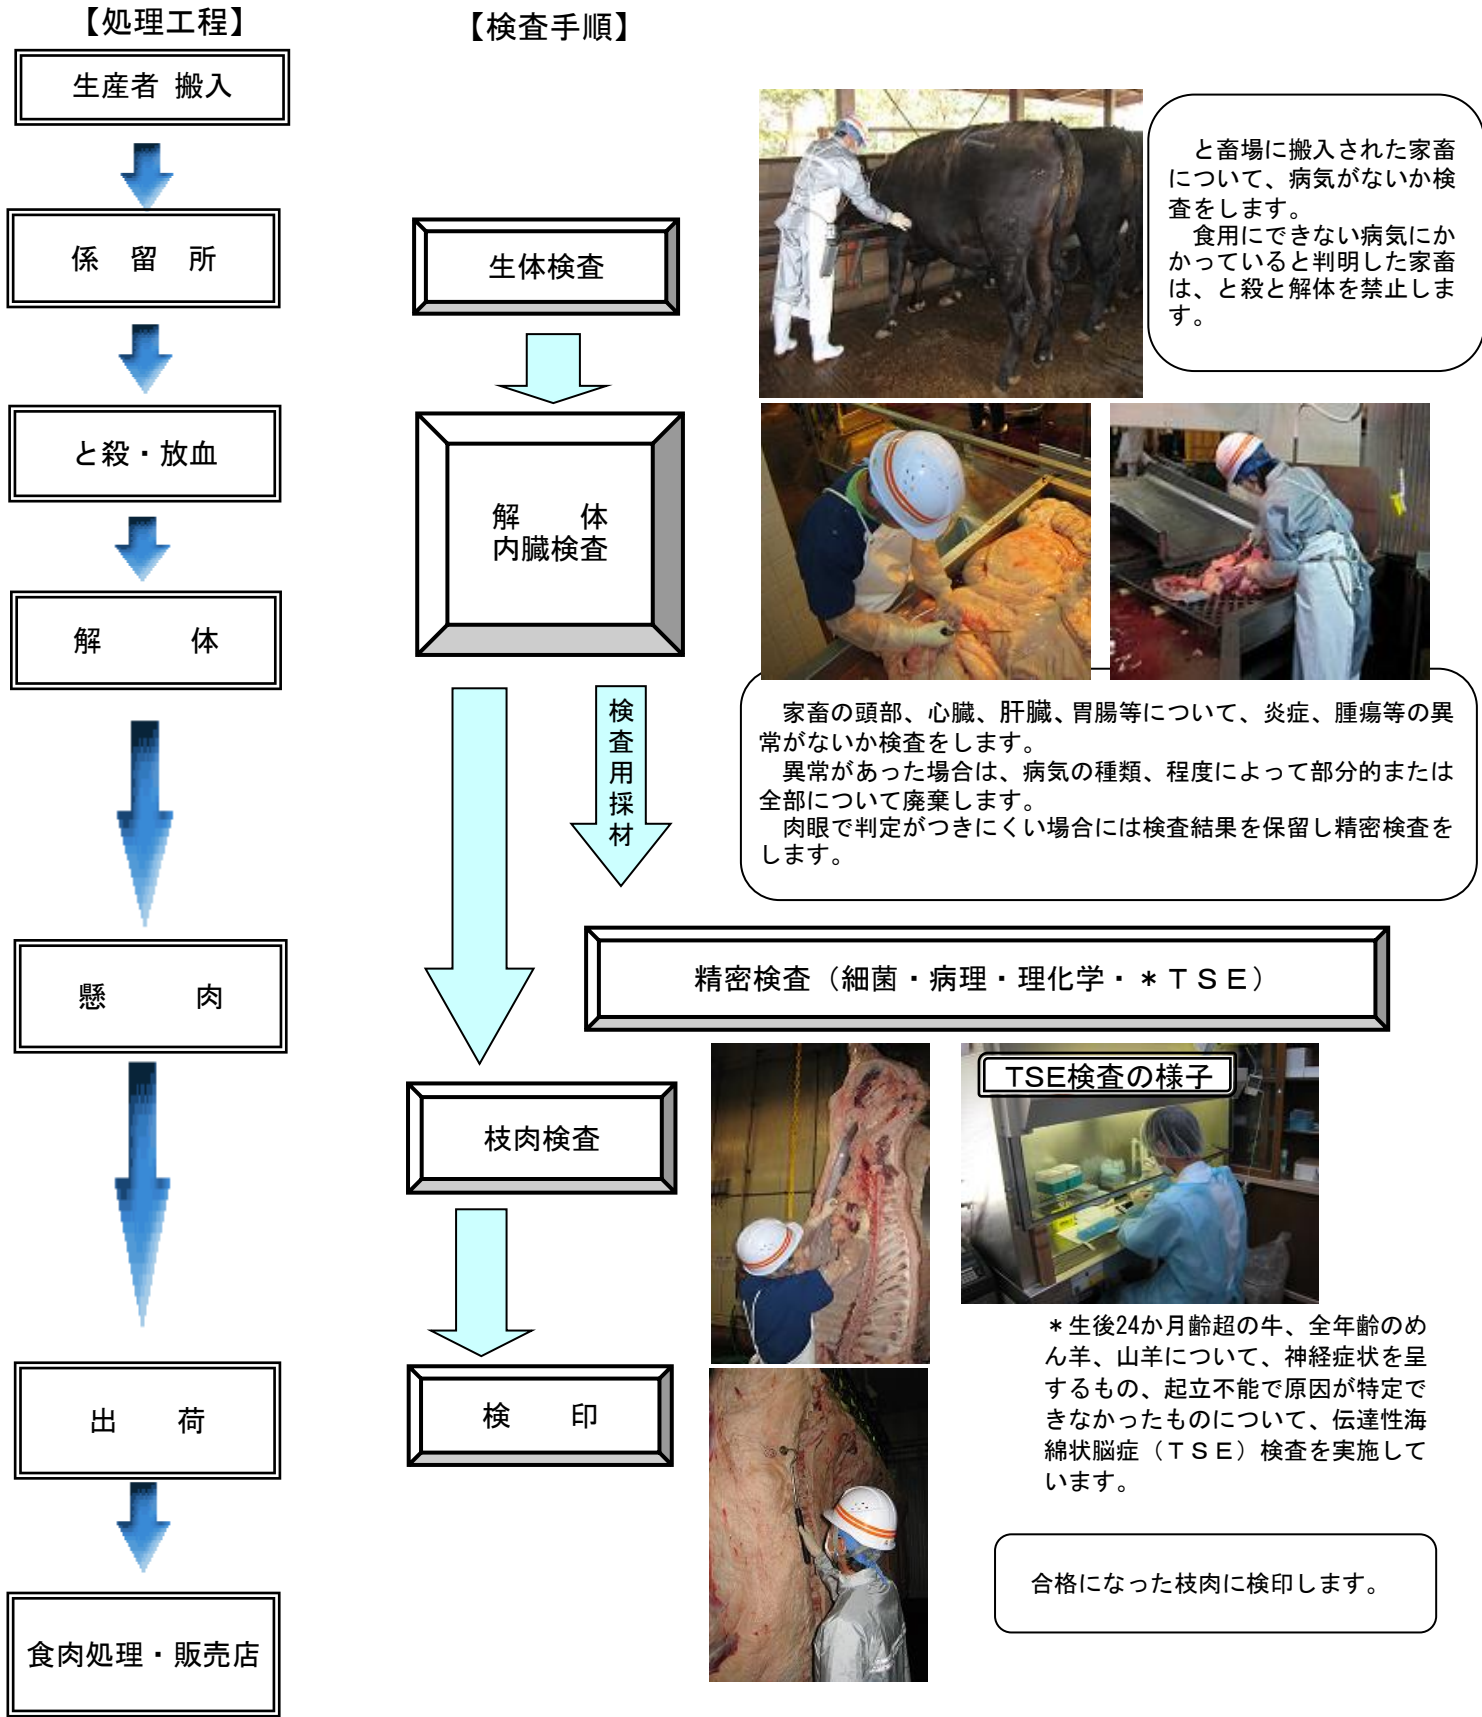 【処理工程】
【検査手順】
生産者 搬入
係 留 所
と殺・放血
解 体
懸 肉
出 荷
食肉処理・販売店
生体検査
解 体
内臓検査
検査用採材
精密検査（細菌・病理・理化学・＊ＴＳＥ）
枝肉検査
検 印
と畜場に搬入された家畜
について、病気がないか検
査をします。
食用にできない病気にか
かっていると判明した家畜
は、と殺と解体を禁止しま
す。
家畜の頭部、心臓、肝臓、胃腸等について、炎症、腫瘍等の異
常がないか検査をします。
異常があった場合は、病気の種類、程度によって部分的または
全部について廃棄します。
肉眼で判定がつきにくい場合には検査結果を保留し精密検査を
します。
TSE検査の様子
＊生後24か月齢超の牛、全年齢のめ
ん羊、山羊について、神経症状を呈
するもの、起立不能で原因が特定で
きなかったものについて、伝達性海
綿状脳症（ＴＳＥ）検査を実施して
います。
合格になった枝肉に検印します。